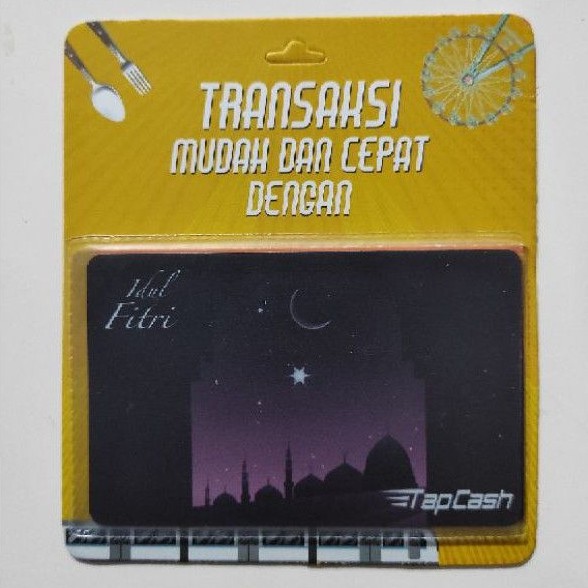 TRANSAKSI
MUDAH DAN CEPAT
DENGAN
Idul
Fitri
TapCash